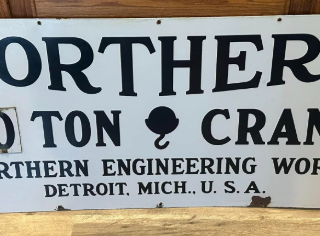 ORTHER
0 TON CRAN
RTHERN ENGINEERING WOR
DETROIT, MICH., U. S. A.